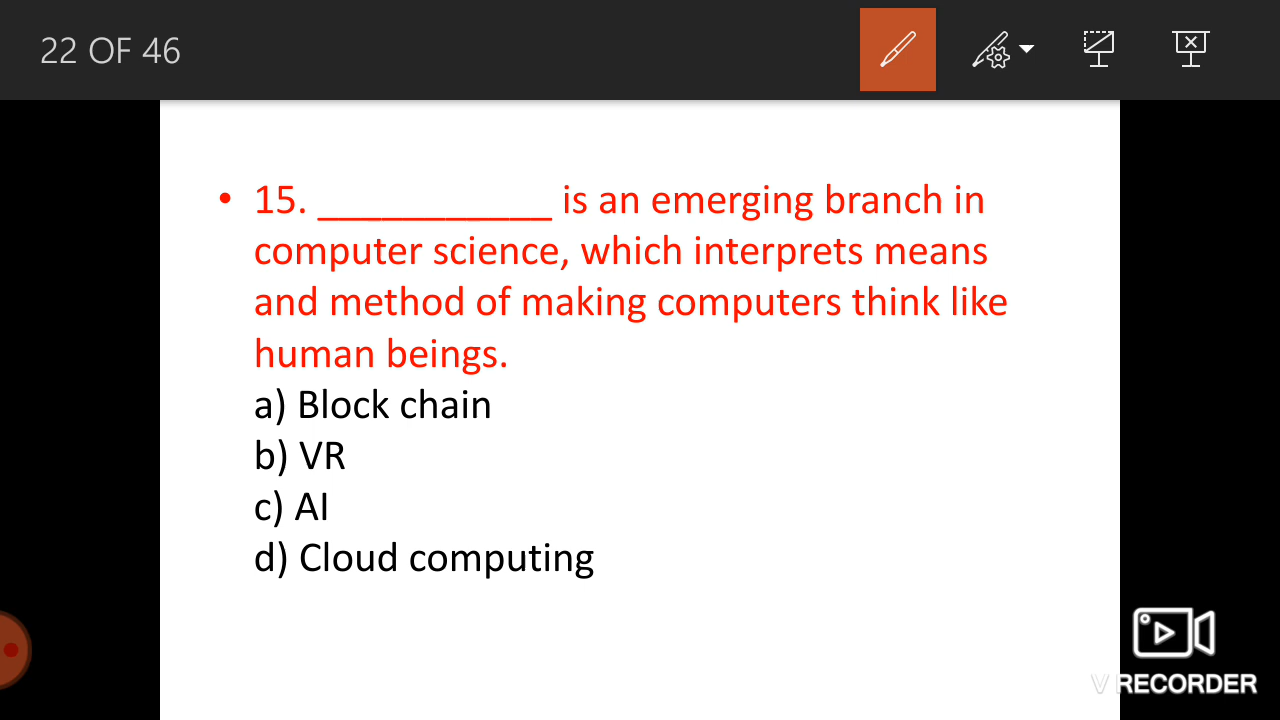 22 OF 46
• 15. ___________ is an emerging branch in
computer science, which interprets means
and method of making computers think like
human beings.
a) Block chain
b) VR
c) AI
d) Cloud computing
V RECORDER